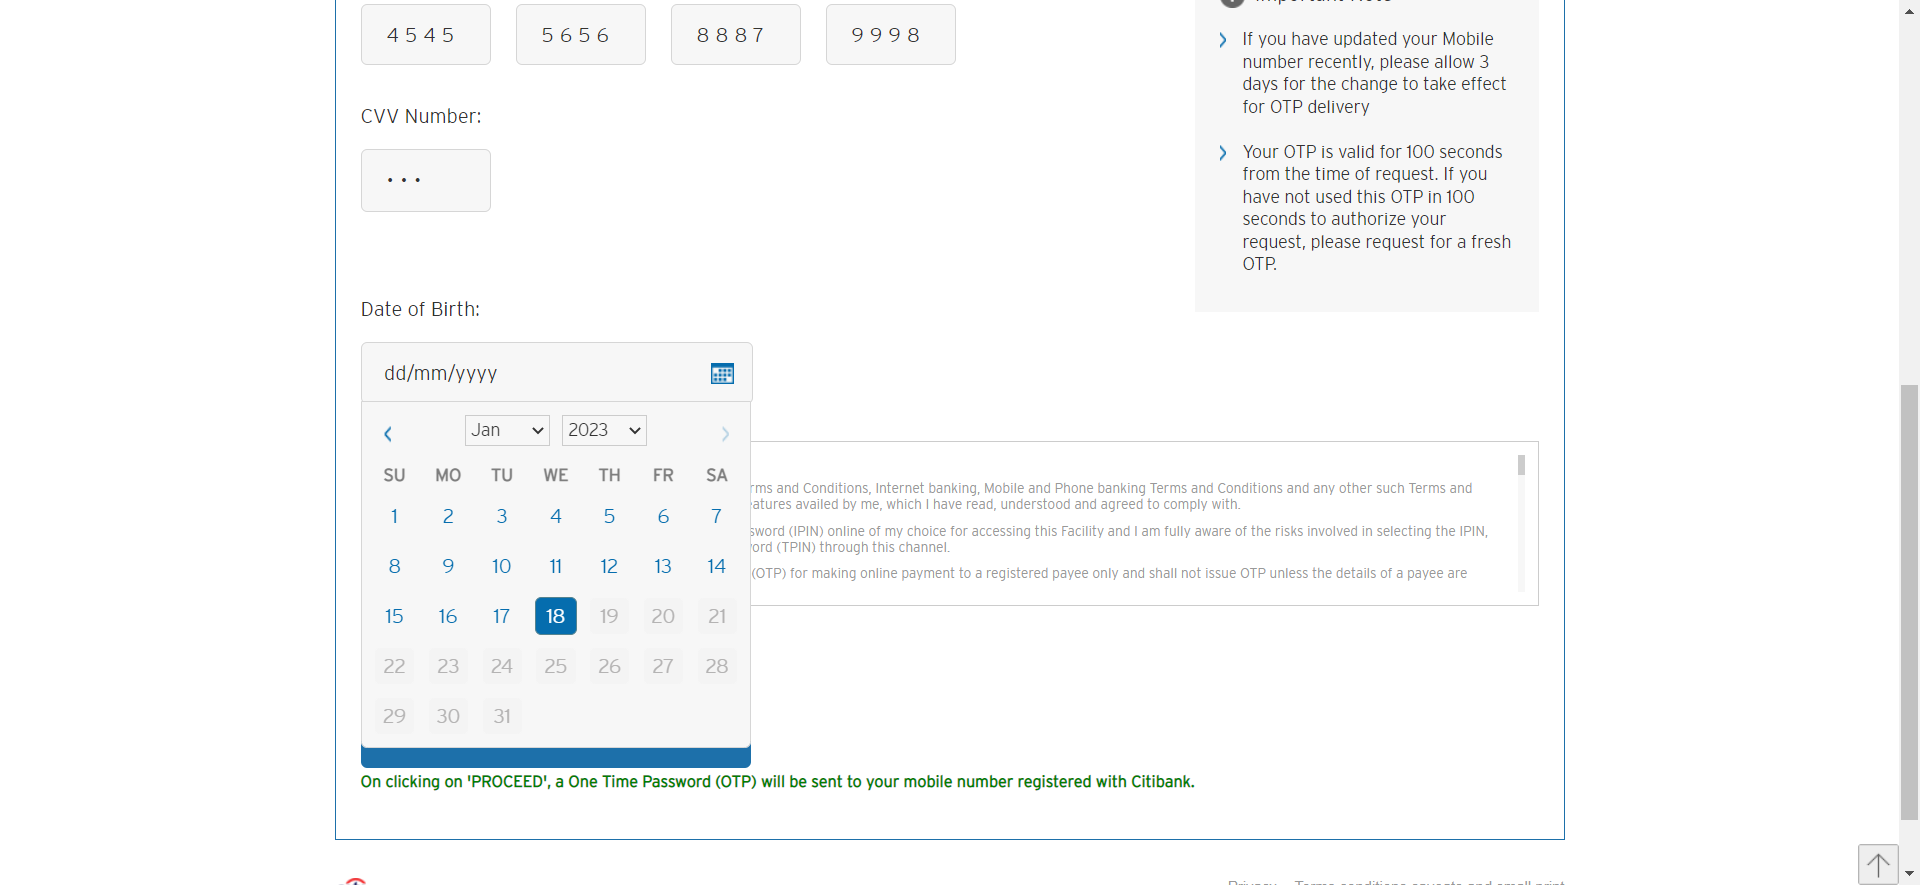 4545 5656 8887 9998
CVV Number:
•••
Date of Birth:
dd/mm/yyyy
Jan 2023
SU MO TU WE TH FR SA
1 2 3 4 5 6 7
8 9 10 11 12 13 14
15 16 17 18 19 20 21
22 23 24 25 26 27 28
29 30 31
rms and Conditions, Internet banking, Mobile and Phone banking Terms and Conditions and any other such Terms and
atures availed by me, which I have read, understood and agreed to comply with.
sword (IPIN) online of my choice for accessing this Facility and I am fully aware of the risks involved in selecting the IPIN,
ord (TPIN) through this channel.
(OTP) for making online payment to a registered payee only and shall not issue OTP unless the details of a payee are
On clicking on 'PROCEED', a One Time Password (OTP) will be sent to your mobile number registered with Citibank.
Important Note
If you have updated your Mobile
number recently, please allow 3
days for the change to take effect
for OTP delivery
Your OTP is valid for 100 seconds
from the time of request. If you
have not used this OTP in 100
seconds to authorize your
request, please request for a fresh
OTP.
Privacy Terms conditions caveats and small print